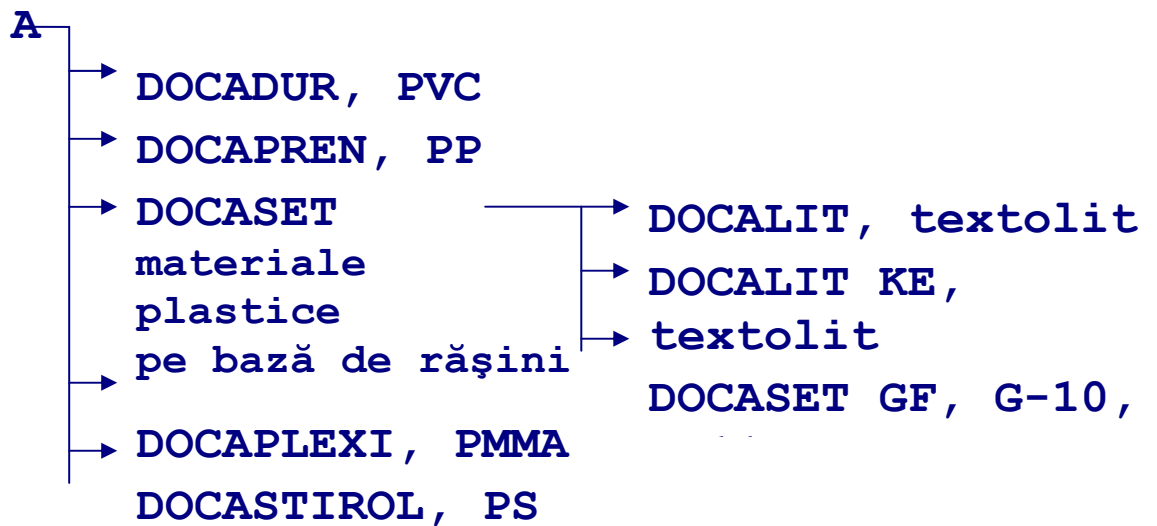 A
DOCADUR, PVC
DOCAPREN, PP
DOCASET
materiale
plastice
pe bază de răşini
DOCAPLEXI, PMMA
DOCASTIROL, PS
DOCALIT, textolit
DOCALIT KE,
textolit
DOCASET GF, G-10,